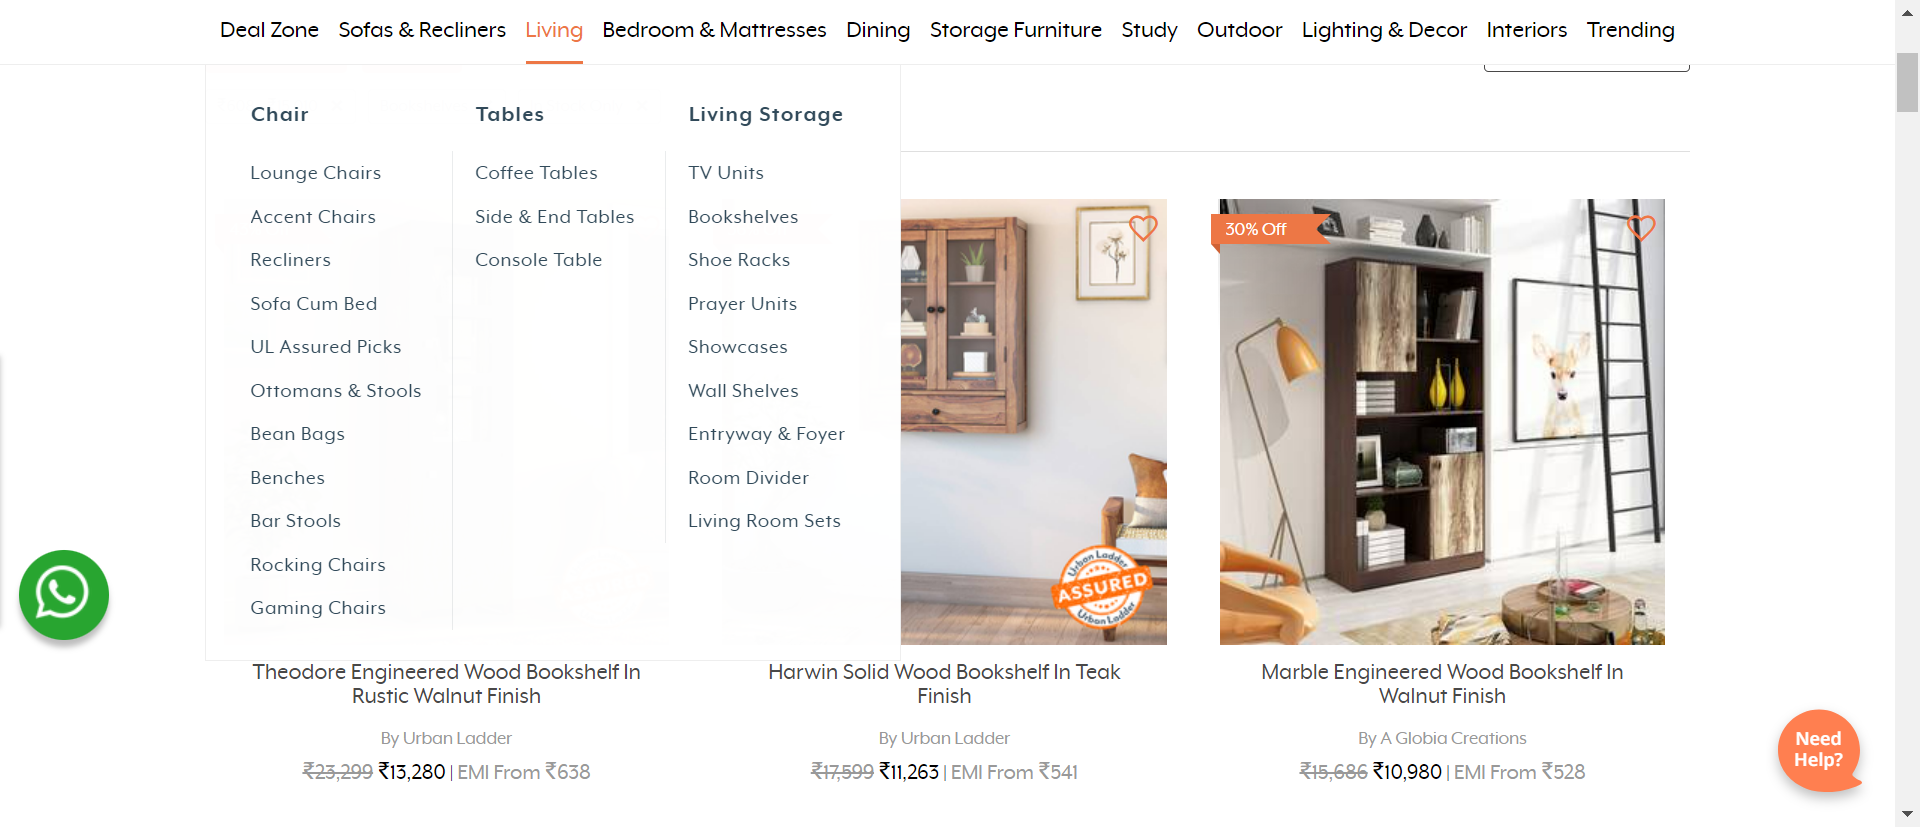 Deal Zone Sofas & Recliners Living Bedroom & Mattresses Dining Storage Furniture Study Outdoor Lighting & Decor Interiors Trending
Chair
Lounge Chairs
Accent Chairs
Recliners
Sofa Cum Bed
UL Assured Picks
Ottomans & Stools
Bean Bags
Benches
Bar Stools
Rocking Chairs
Gaming Chairs
Tables
Coffee Tables
Side & End Tables
Console Table
Living Storage
TV Units
Bookshelves
Shoe Racks
Prayer Units
Showcases
Wall Shelves
Entryway & Foyer
Room Divider
Living Room Sets
Urban Ladder
ASSURED
Urban Ladder
30% Off
Theodore Engineered Wood Bookshelf In
Rustic Walnut Finish
By Urban Ladder
₹23,299 ₹13,280 | EMI From ₹638
Harwin Solid Wood Bookshelf In Teak
Finish
By Urban Ladder
₹17,599 ₹11,263 | EMI From ₹541
Marble Engineered Wood Bookshelf In
Walnut Finish
By A Globia Creations
₹15,686 ₹10,980 | EMI From ₹528
Need
Help?